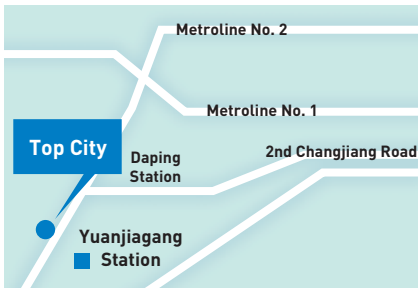 Metroline No. 2
Metroline No. 1
Top City
Daping
Station
2nd Changjiang Road
Yuanjiagang
Station